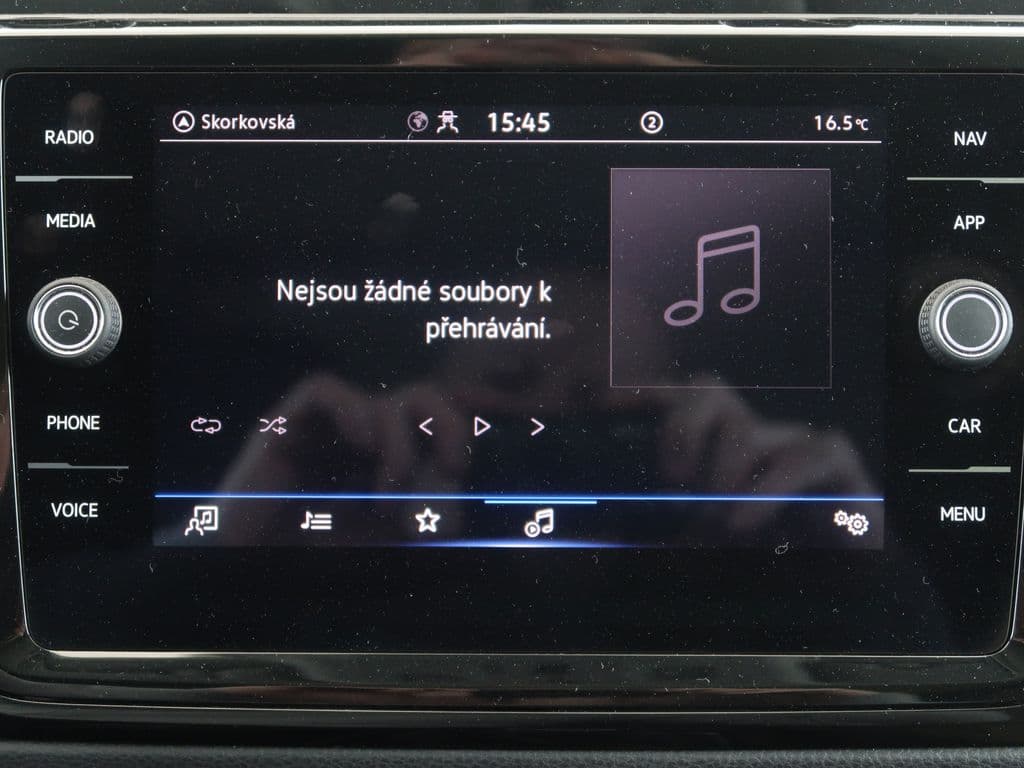 RADIO
MEDIA
PHONE
VOICE
Skorkovská
15:45
2
16.5°C
Nejsou žádné soubory k
přehrávání.
NAV
APP
CAR
MENU